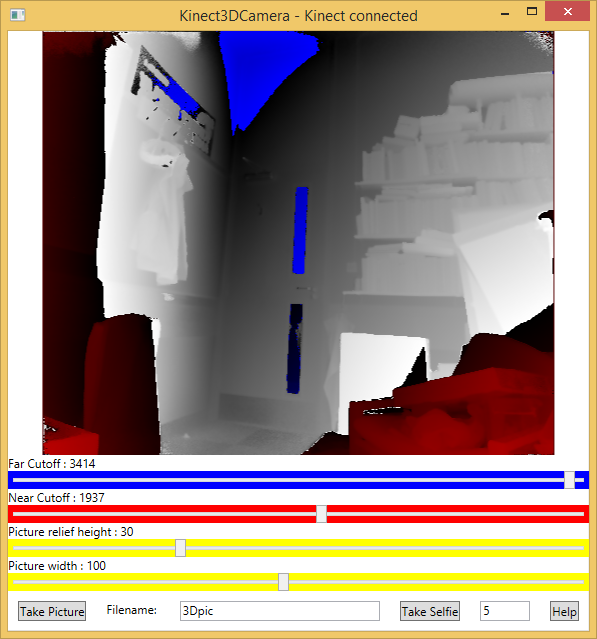 Kinect3DCamera - Kinect connected
Far Cutoff : 3414
Near Cutoff : 1937
Picture relief height : 30
Picture width : 100
Take Picture Filename: 3Dpic Take Selfie 5 Help